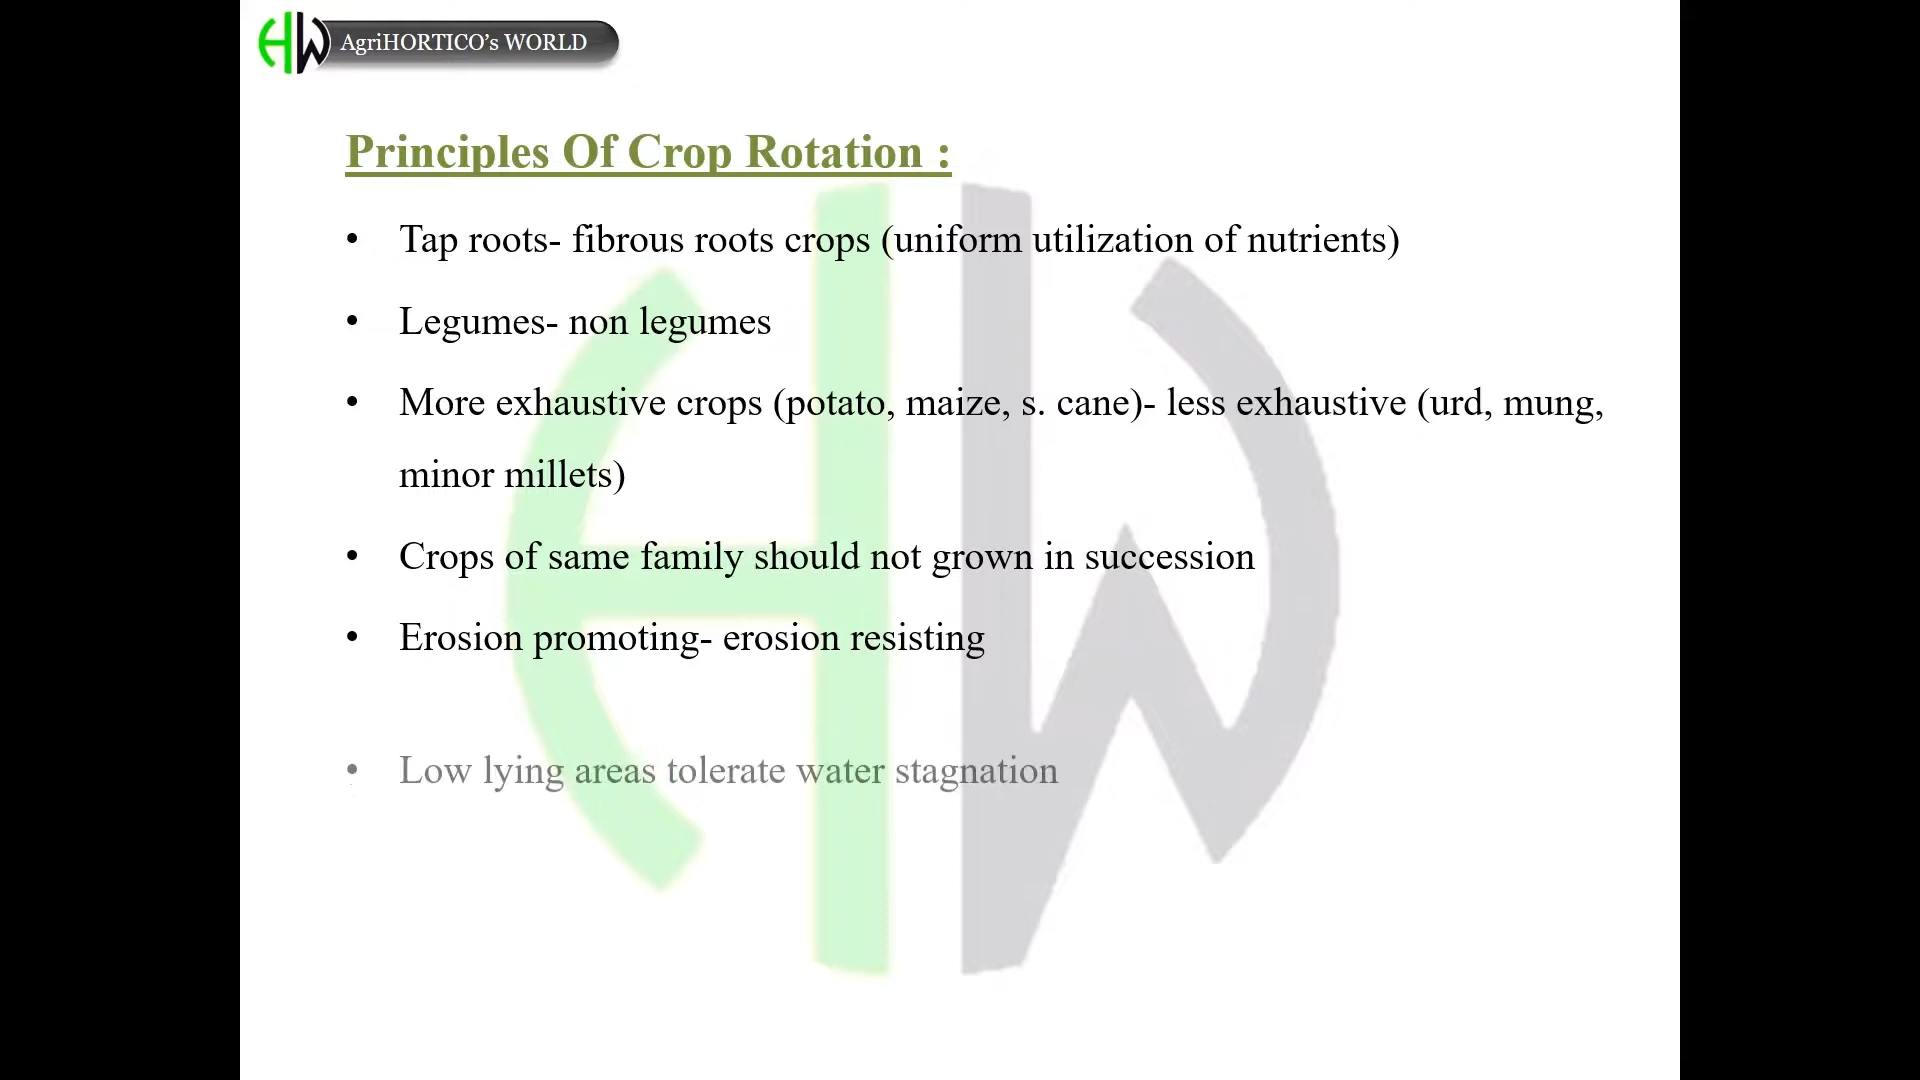 AgriHORTICO's WORLD
Principles Of Crop Rotation :
• Tap roots- fibrous roots crops (uniform utilization of nutrients)
• Legumes- non legumes
• More exhaustive crops (potato, maize, s. cane)- less exhaustive (urd, mung,
minor millets)
• Crops of same family should not grown in succession
• Erosion promoting- erosion resisting
• Low lying areas tolerate water stagnation